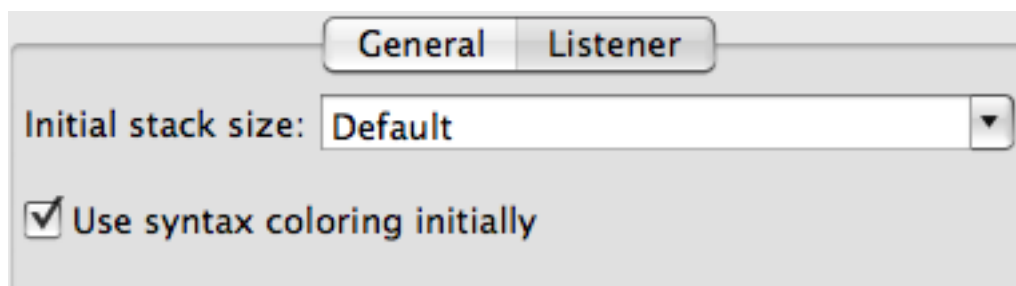 General Listener
Initial stack size: Default
Use syntax coloring initially